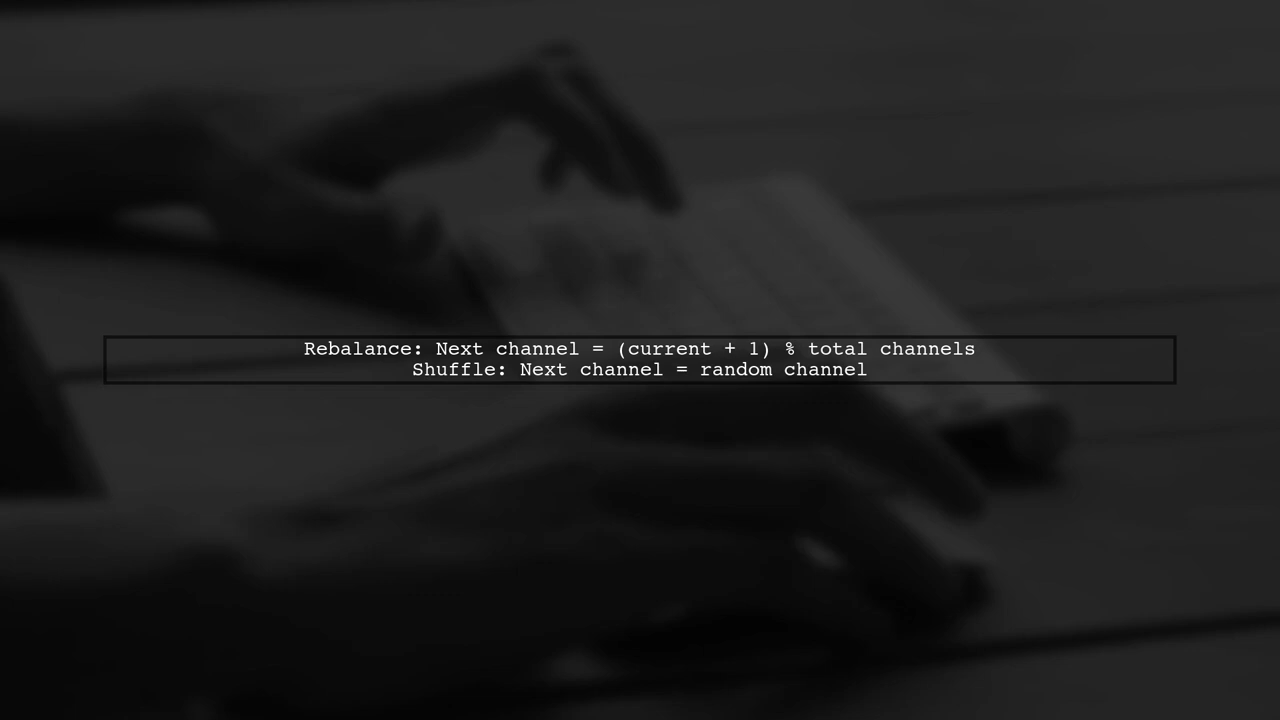 Rebalance: Next channel = (current + 1) % total channels
Shuffle: Next channel = random channel